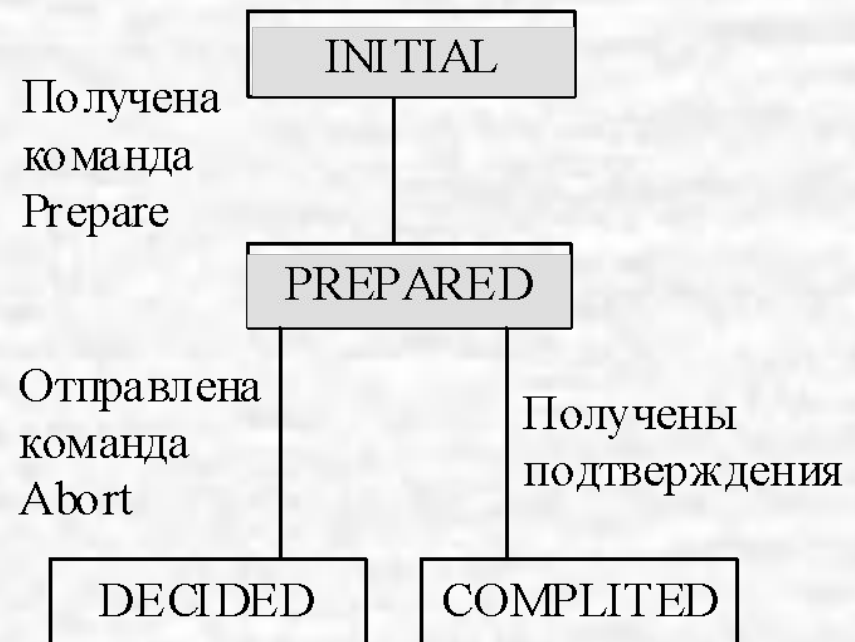 INITIAL
Получена
команда
Prepare
PREPARED
Отправлена
команда
Abort
Получены
подтверждения
DECIDED
COMPLITED